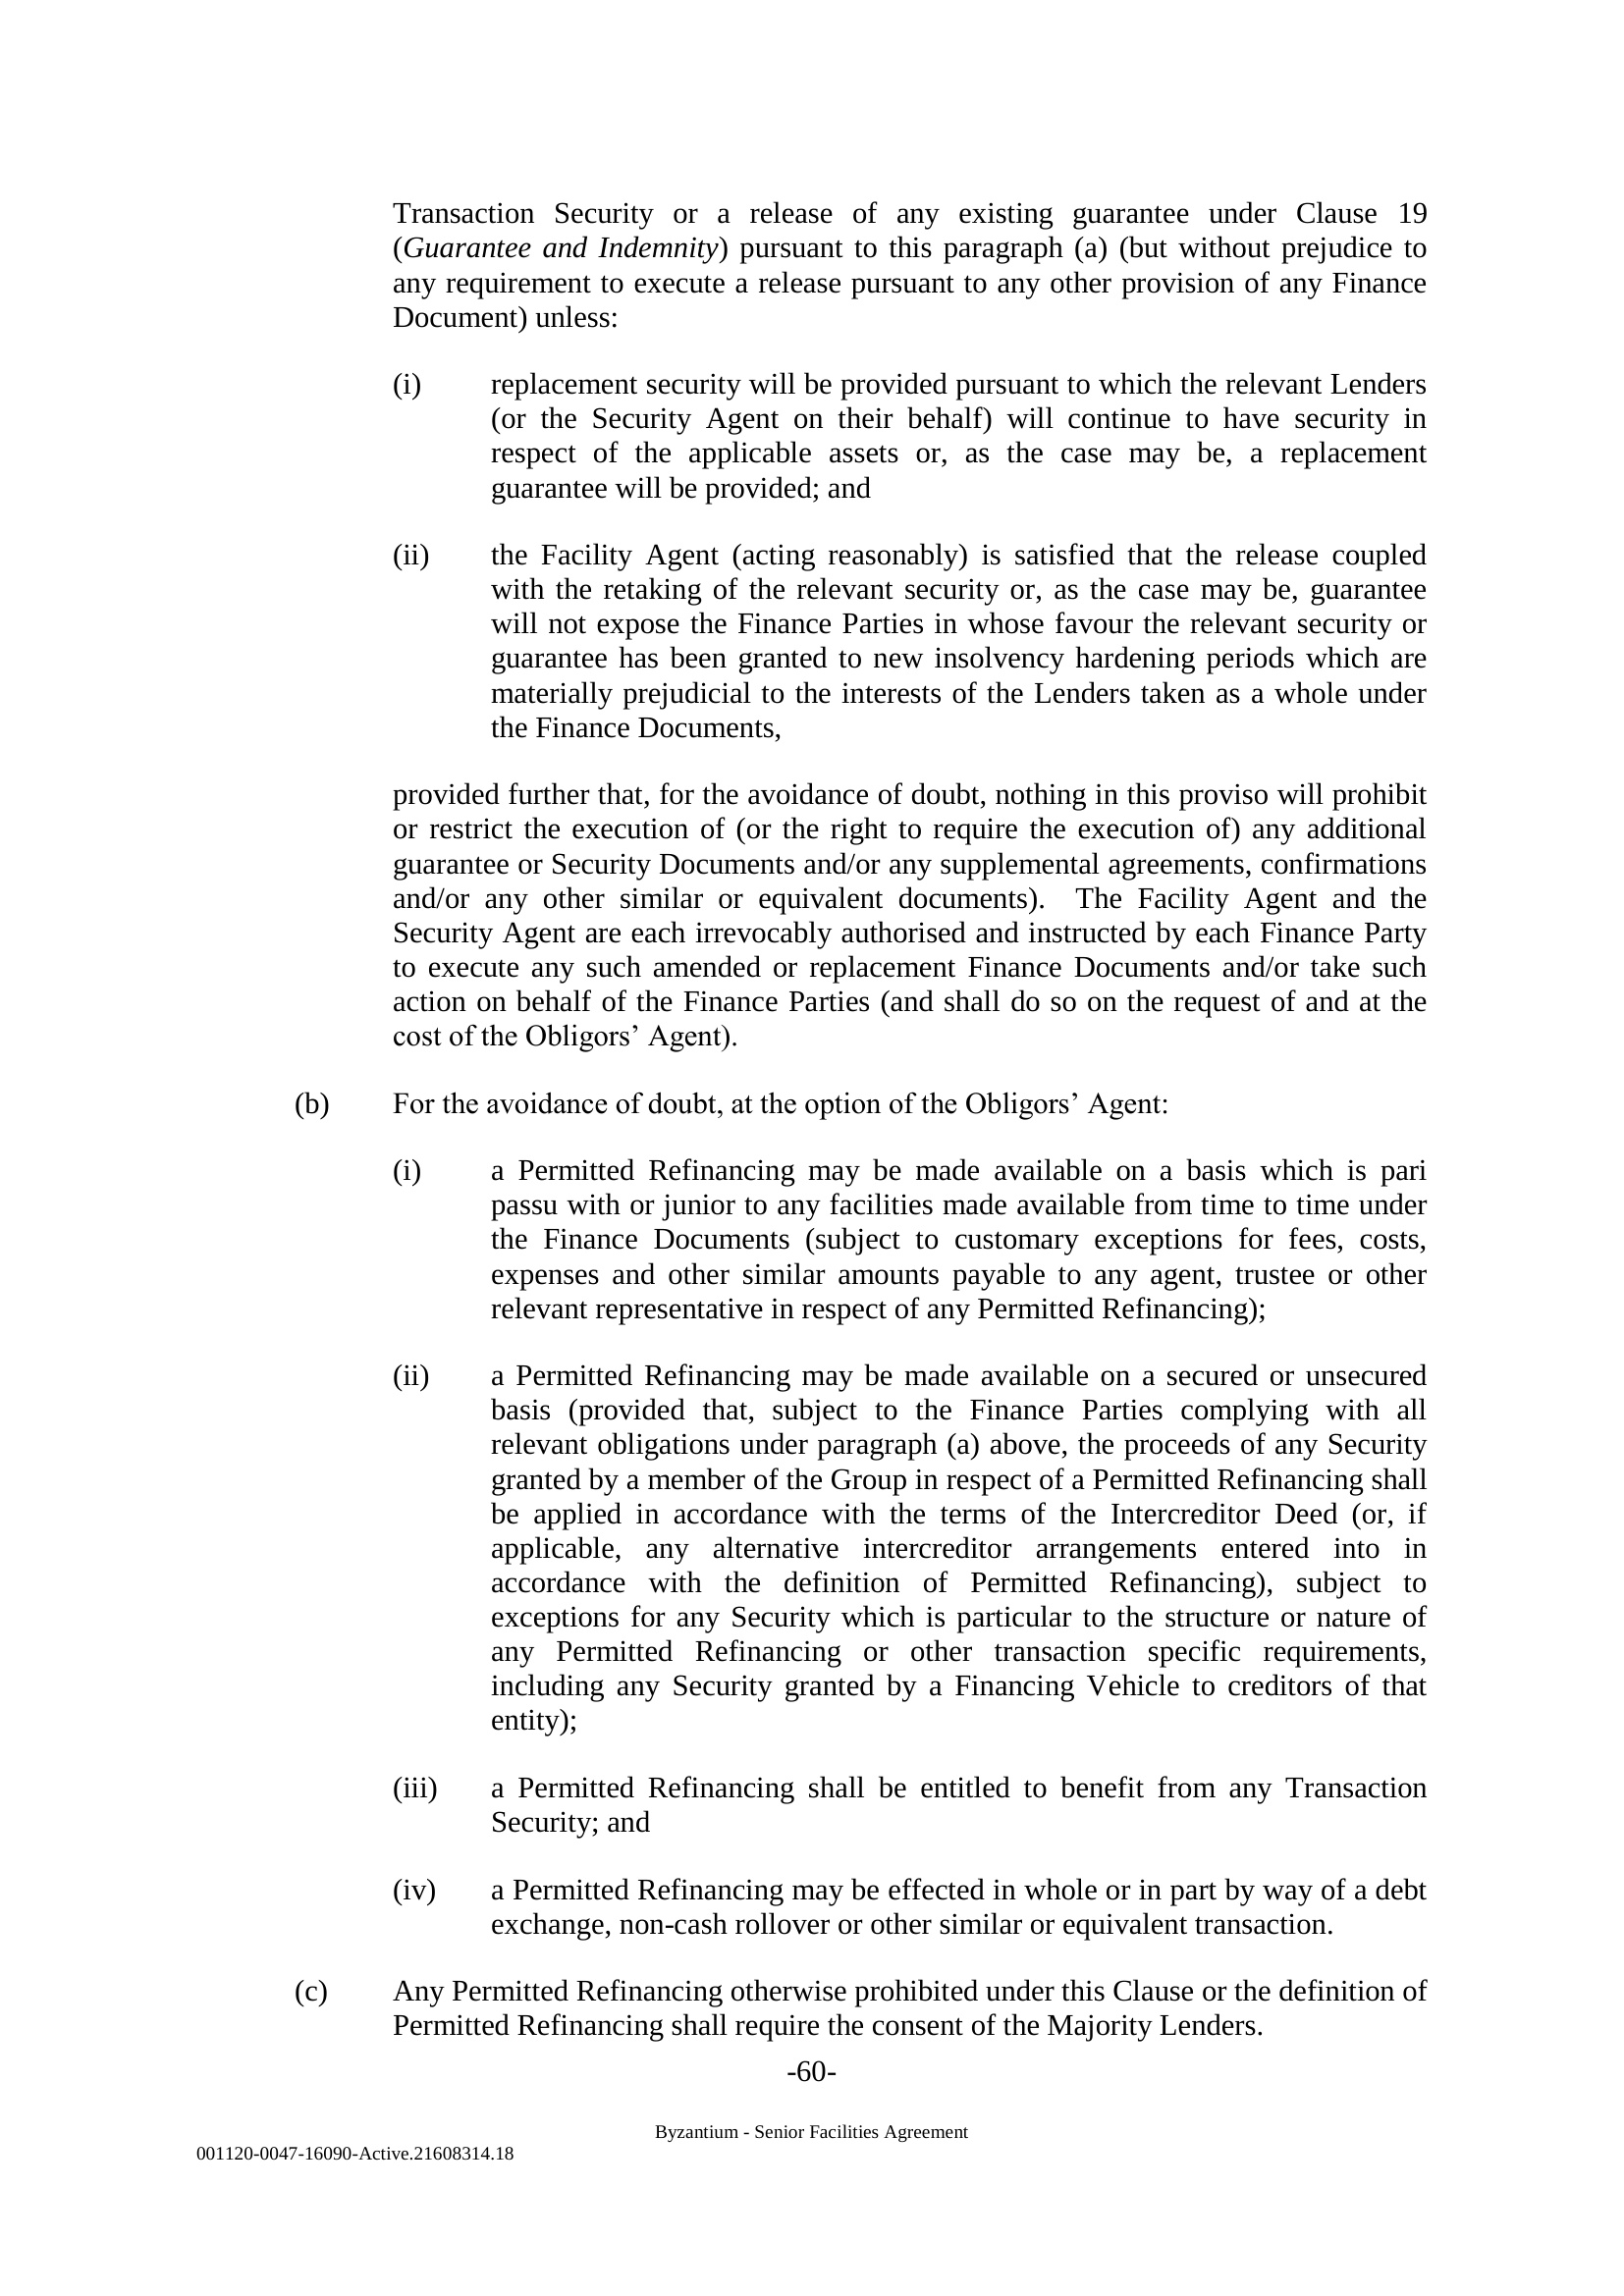 Transaction Security or a release of any existing guarantee under Clause 19
(Guarantee and Indemnity) pursuant to this paragraph (a) (but without prejudice to
any requirement to execute a release pursuant to any other provision of any Finance
Document) unless:
(i) replacement security will be provided pursuant to which the relevant Lenders
(or the Security Agent on their behalf) will continue to have security in
respect of the applicable assets or, as the case may be, a replacement
guarantee will be provided; and
(ii) the Facility Agent (acting reasonably) is satisfied that the release coupled
with the retaking of the relevant security or, as the case may be, guarantee
will not expose the Finance Parties in whose favour the relevant security or
guarantee has been granted to new insolvency hardening periods which are
materially prejudicial to the interests of the Lenders taken as a whole under
the Finance Documents,
provided further that, for the avoidance of doubt, nothing in this proviso will prohibit
or restrict the execution of (or the right to require the execution of) any additional
guarantee or Security Documents and/or any supplemental agreements, confirmations
and/or any other similar or equivalent documents). The Facility Agent and the
Security Agent are each irrevocably authorised and instructed by each Finance Party
to execute any such amended or replacement Finance Documents and/or take such
action on behalf of the Finance Parties (and shall do so on the request of and at the
cost of the Obligors’ Agent).
(b) For the avoidance of doubt, at the option of the Obligors’ Agent:
(i) a Permitted Refinancing may be made available on a basis which is pari
passu with or junior to any facilities made available from time to time under
the Finance Documents (subject to customary exceptions for fees, costs,
expenses and other similar amounts payable to any agent, trustee or other
relevant representative in respect of any Permitted Refinancing);
(ii) a Permitted Refinancing may be made available on a secured or unsecured
basis (provided that, subject to the Finance Parties complying with all
relevant obligations under paragraph (a) above, the proceeds of any Security
granted by a member of the Group in respect of a Permitted Refinancing shall
be applied in accordance with the terms of the Intercreditor Deed (or, if
applicable, any alternative intercreditor arrangements entered into in
accordance with the definition of Permitted Refinancing), subject to
exceptions for any Security which is particular to the structure or nature of
any Permitted Refinancing or other transaction specific requirements,
including any Security granted by a Financing Vehicle to creditors of that
entity);
(iii) a Permitted Refinancing shall be entitled to benefit from any Transaction
Security; and
(iv) a Permitted Refinancing may be effected in whole or in part by way of a debt
exchange, non-cash rollover or other similar or equivalent transaction.
(c) Any Permitted Refinancing otherwise prohibited under this Clause or the definition of
Permitted Refinancing shall require the consent of the Majority Lenders.
-60-
Byzantium - Senior Facilities Agreement
001120-0047-16090-Active.21608314.18